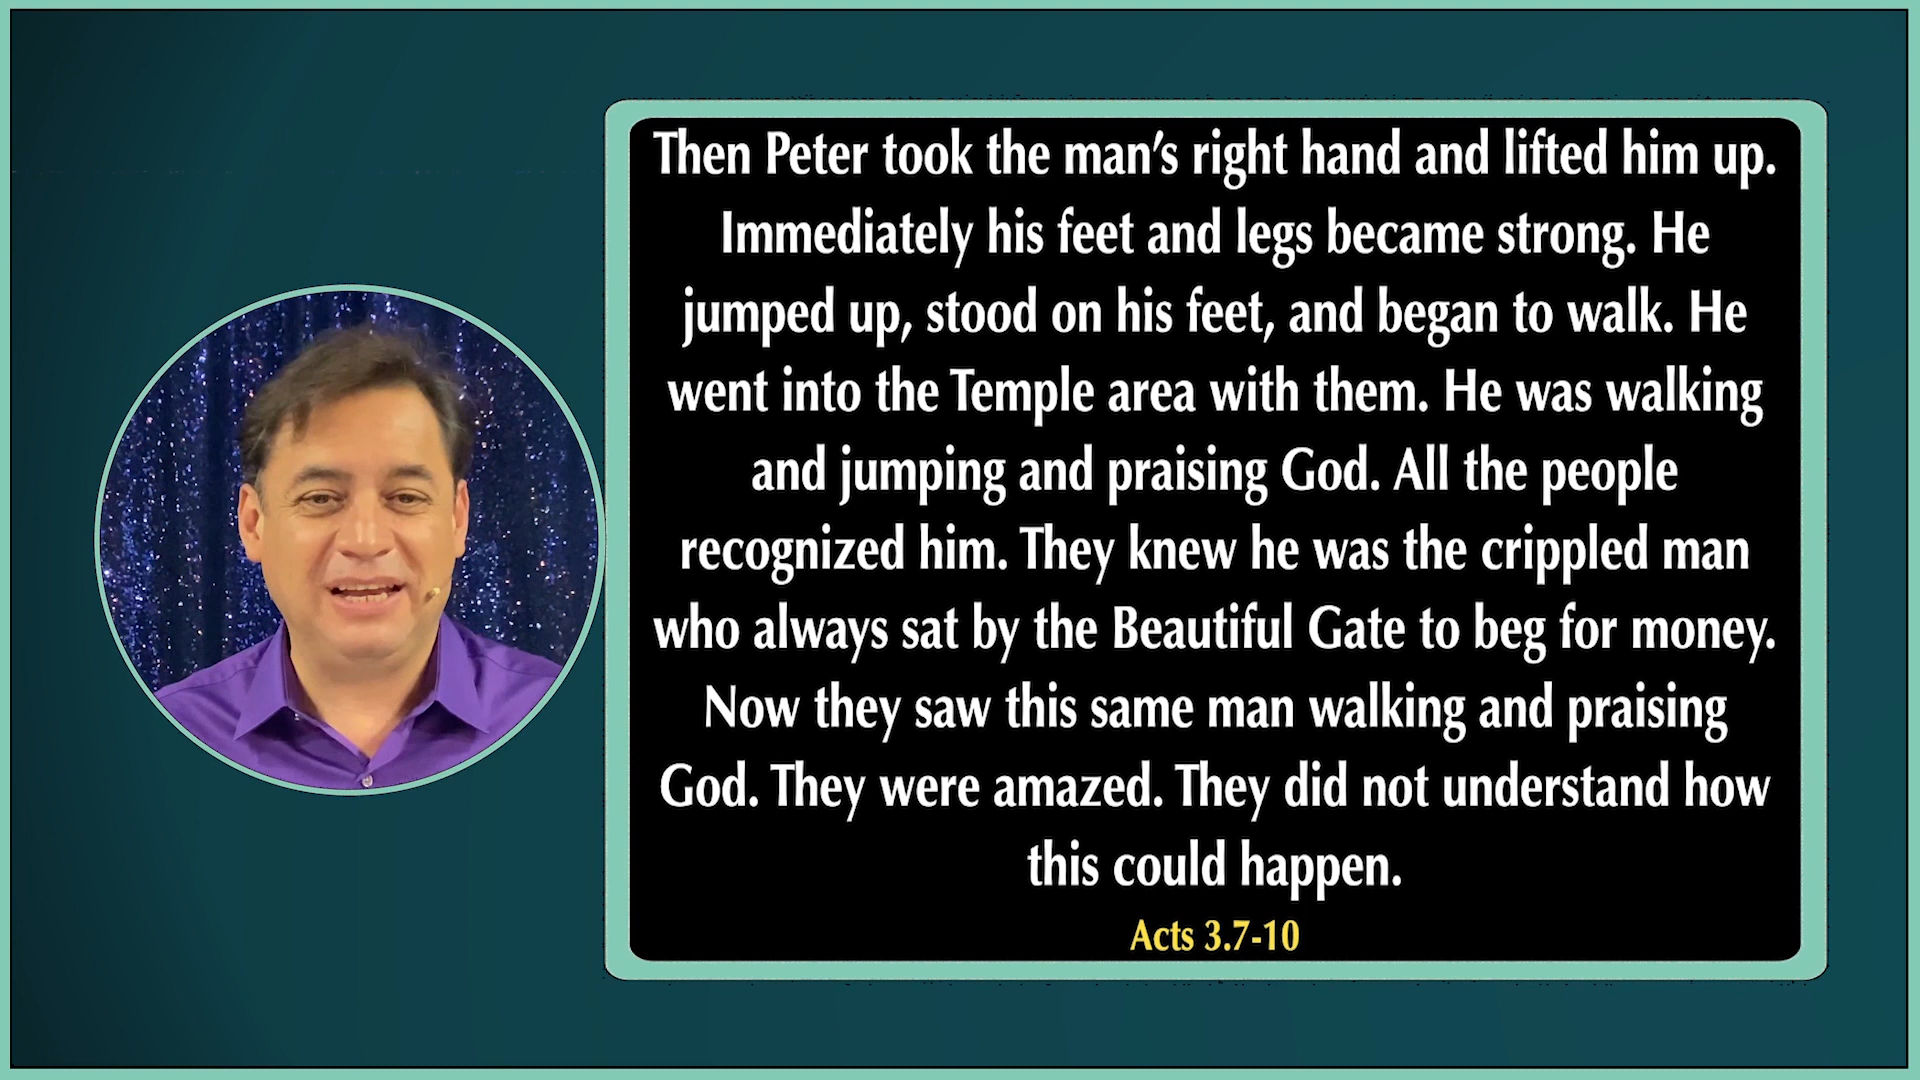 Then Peter took the man’s right hand and lifted him up.
Immediately his feet and legs became strong. He
jumped up, stood on his feet, and began to walk. He
went into the Temple area with them. He was walking
and jumping and praising God. All the people
recognized him. They knew he was the crippled man
who always sat by the Beautiful Gate to beg for money.
Now they saw this same man walking and praising
God. They were amazed. They did not understand how
this could happen.
Acts 3.7-10